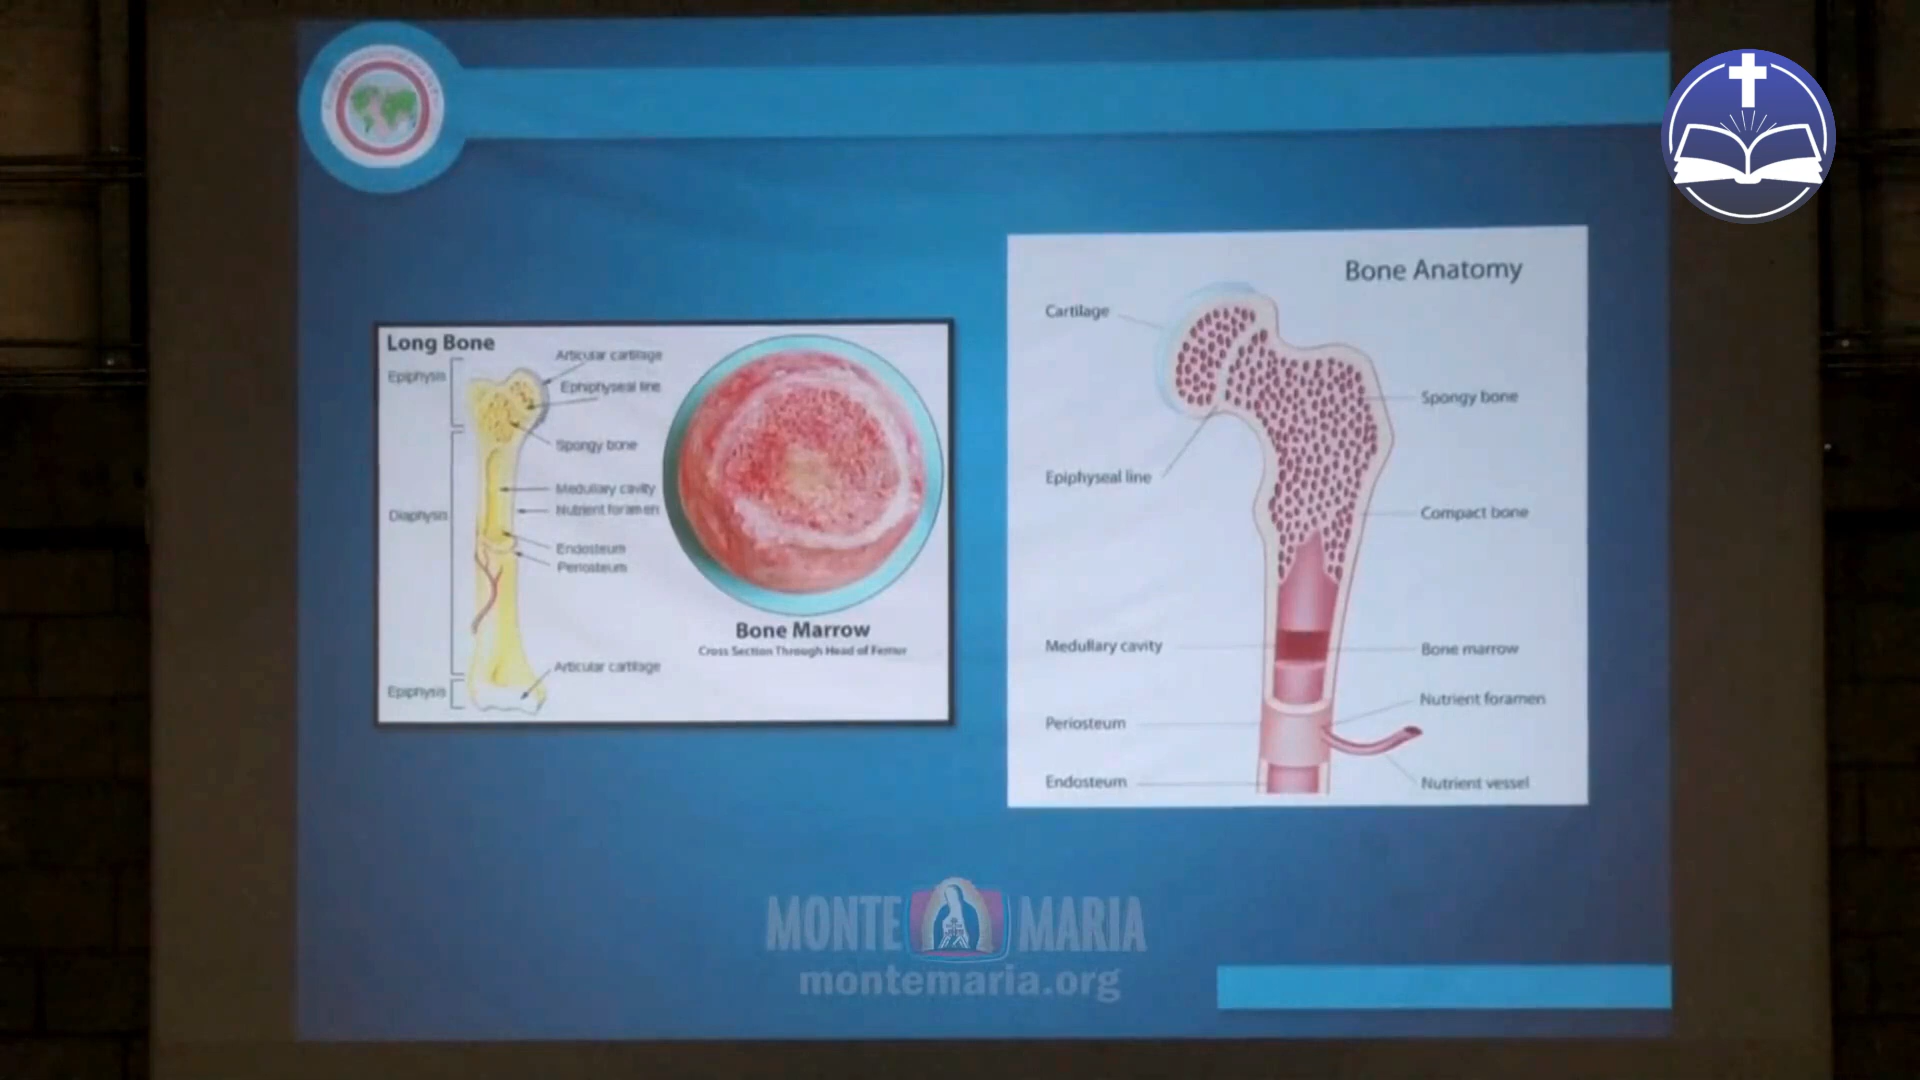 Long Bone
Epiphysis
Articular cartilage
Ephiphyseal line
Spongy bone
Medullary cavity
Nutrient foramen
Diaphysis
Endosteum
Periosteum
Articular cartilage
Epiphysis
Bone Marrow
Cross Section Through Head of Femur
Bone Anatomy
Cartilage
Spongy bone
Epiphyseal line
Compact bone
Medullary cavity
Bone marrow
Nutrient foramen
Periosteum
Endosteum
Nutrient vessel
MONTE MARIA
montemaria.org